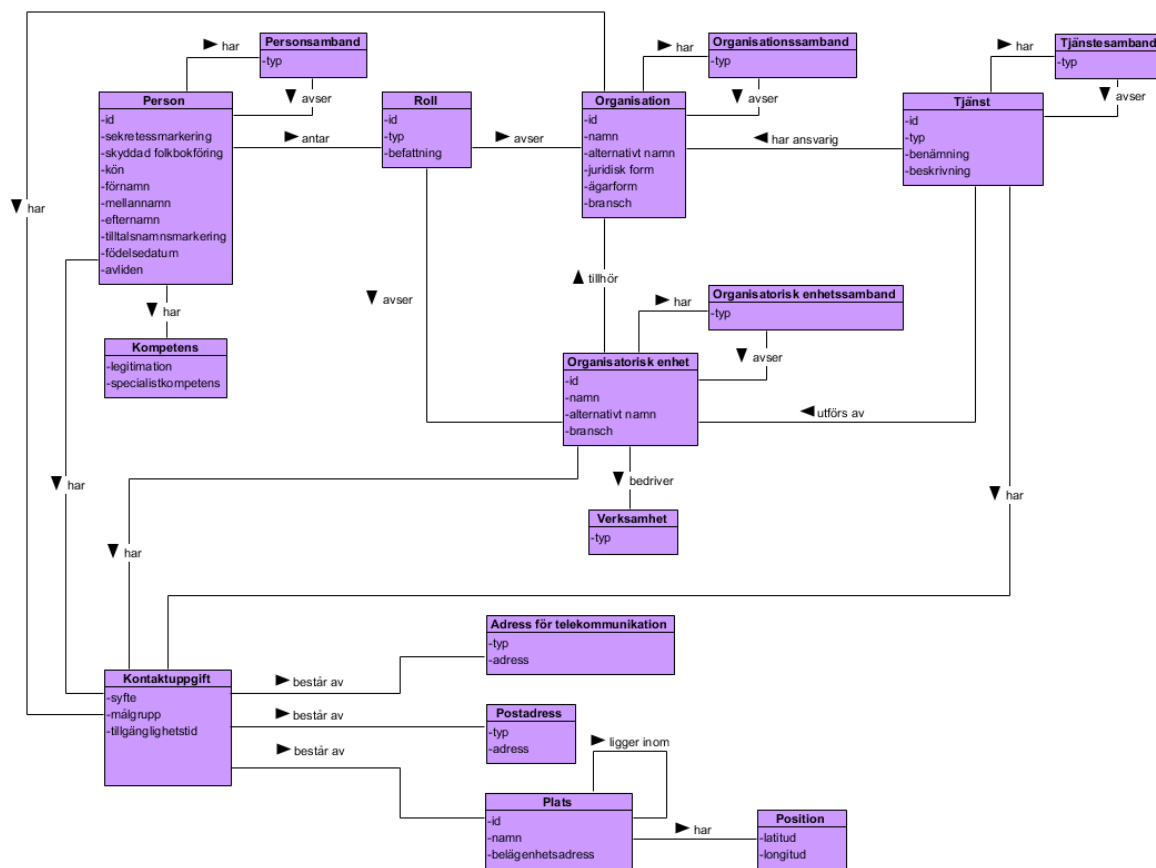 har
Personsamband
-typ
avser
Person
-id
-sekretessmarkering
-skyddad folkbokföring
-kön
-förnamn
-mellannamn
-efternamn
-tilltalsnamnsmarkering
-födelsedatum
-avliden
antar
Roll
-id
-typ
-befattning
avser
har
Organisationssamband
-typ
avser
Organisation
-id
-namn
-alternativt namn
-juridisk form
-ägarform
-bransch
har ansvarig
har
Tjänstesamband
-typ
avser
Tjänst
-id
-typ
-benämning
-beskrivning
har
har
Kompetens
-legitimation
-specialistkompetens
avser
tillhör
har
Organisatorisk enhetssamband
-typ
avser
Organisatorisk enhet
-id
-namn
-alternativt namn
-bransch
utförs av
har
bedriver
har
Verksamhet
-typ
har
Kontaktuppgift
-syfte
-målgrupp
-tillgänglighetstid
består av
Adress för telekommunikation
-typ
-adress
består av
Postadress
-typ
-adress
består av
ligger inom
Plats
-id
-namn
-belägenhetsadress
har
Position
-latitud
-longitud